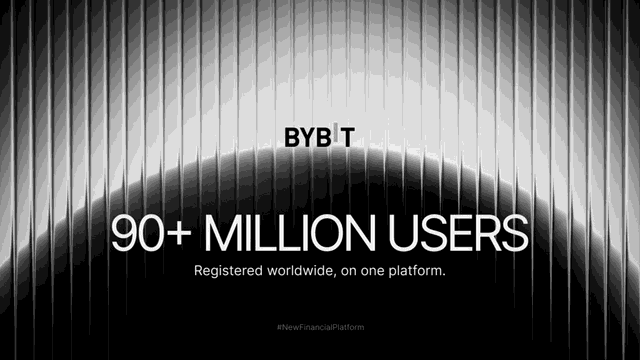 BYBIT
90+ MILLION USERS
Registered worldwide, on one platform.
#NewFinancialPlatform